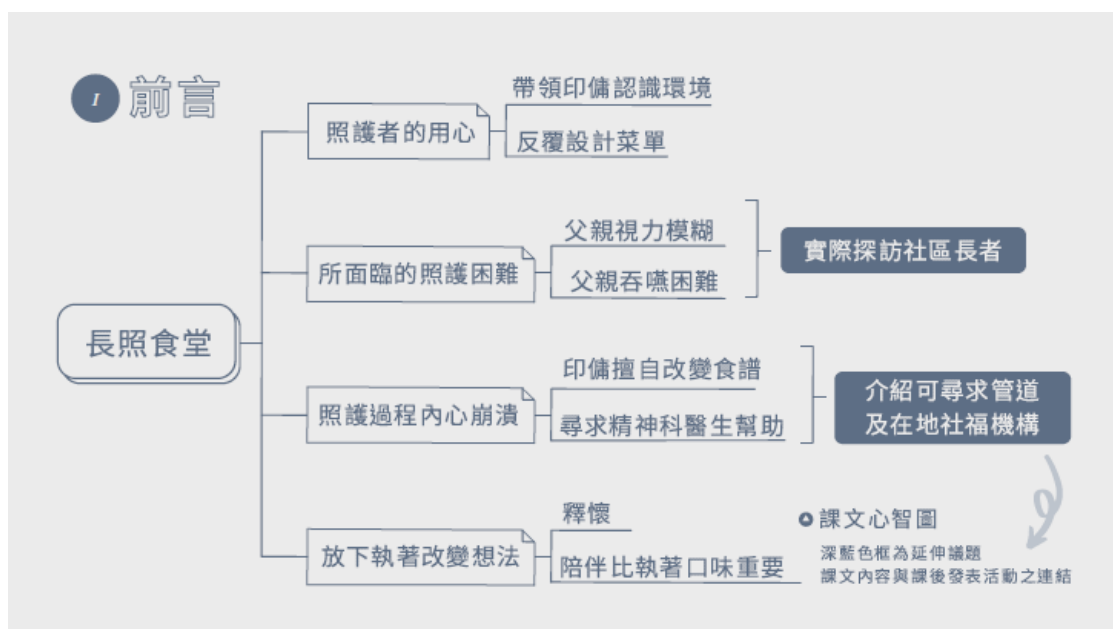 I
前言
長照食堂
照護者的用心
帶領印傭認識環境
反覆設計菜單
所面臨的照護困難
父親視力模糊
父親吞嚥困難
實際探訪社區長者
照護過程內心崩潰
印傭擅自改變食譜
尋求精神科醫生幫助
介紹可尋求管道
及在地社福機構
放下執著改變想法
釋懷
陪伴比執著口味重要
課文心智圖
深藍色框為延伸議題
課文內容與課後發表活動之連結